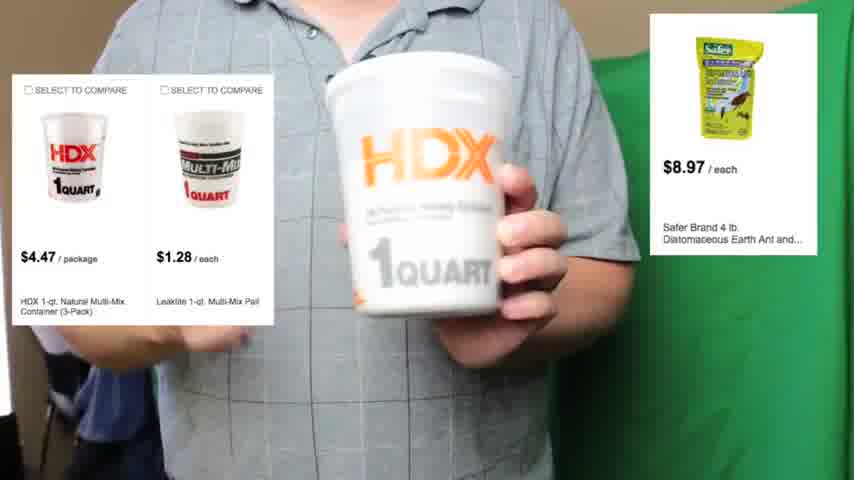 SELECT TO COMPARE
SELECT TO COMPARE
HDX
1QUART
MULTI-MIX
1QUART
$4.47 / package
$1.28 / each
HDX 1-qt. Natural Multi-Mix
Container (3-Pack)
Leaktite 1-qt. Multi-Mix Pail
HDX
1QUART
Safer
$8.97 / each
Safer Brand 4 lb.
Diatomaceous Earth Ant and...